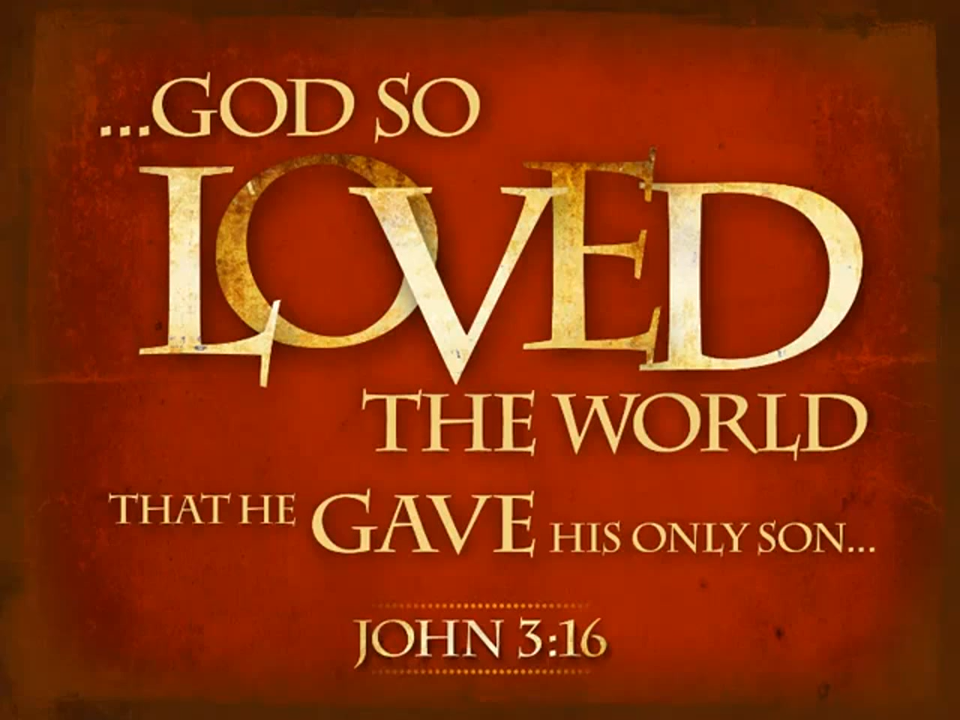 ...GOD SO
LOVED
THE WORLD
THAT HE GAVE HIS ONLY SON...
JOHN 3:16